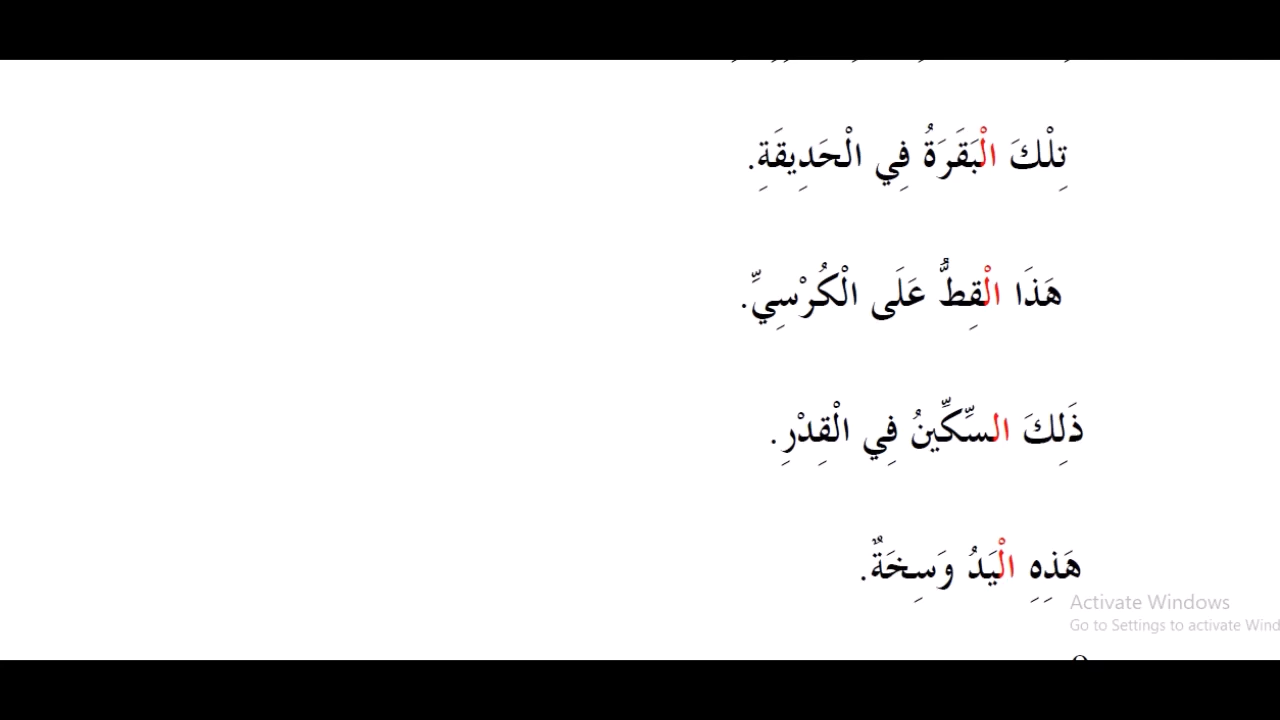 تِلْكَ الْبَقَرَةُ فِي الْحَدِيقَةِ.
هَذَا الْقِطُّ عَلَى الْكُرْسِيِّ.
ذَلِكَ السِّكِّينُ فِي الْقِدْرِ.
هَذِهِ الْيَدُ وَسِخَةٌ.
Activate Windows
Go to Settings to activate Wind